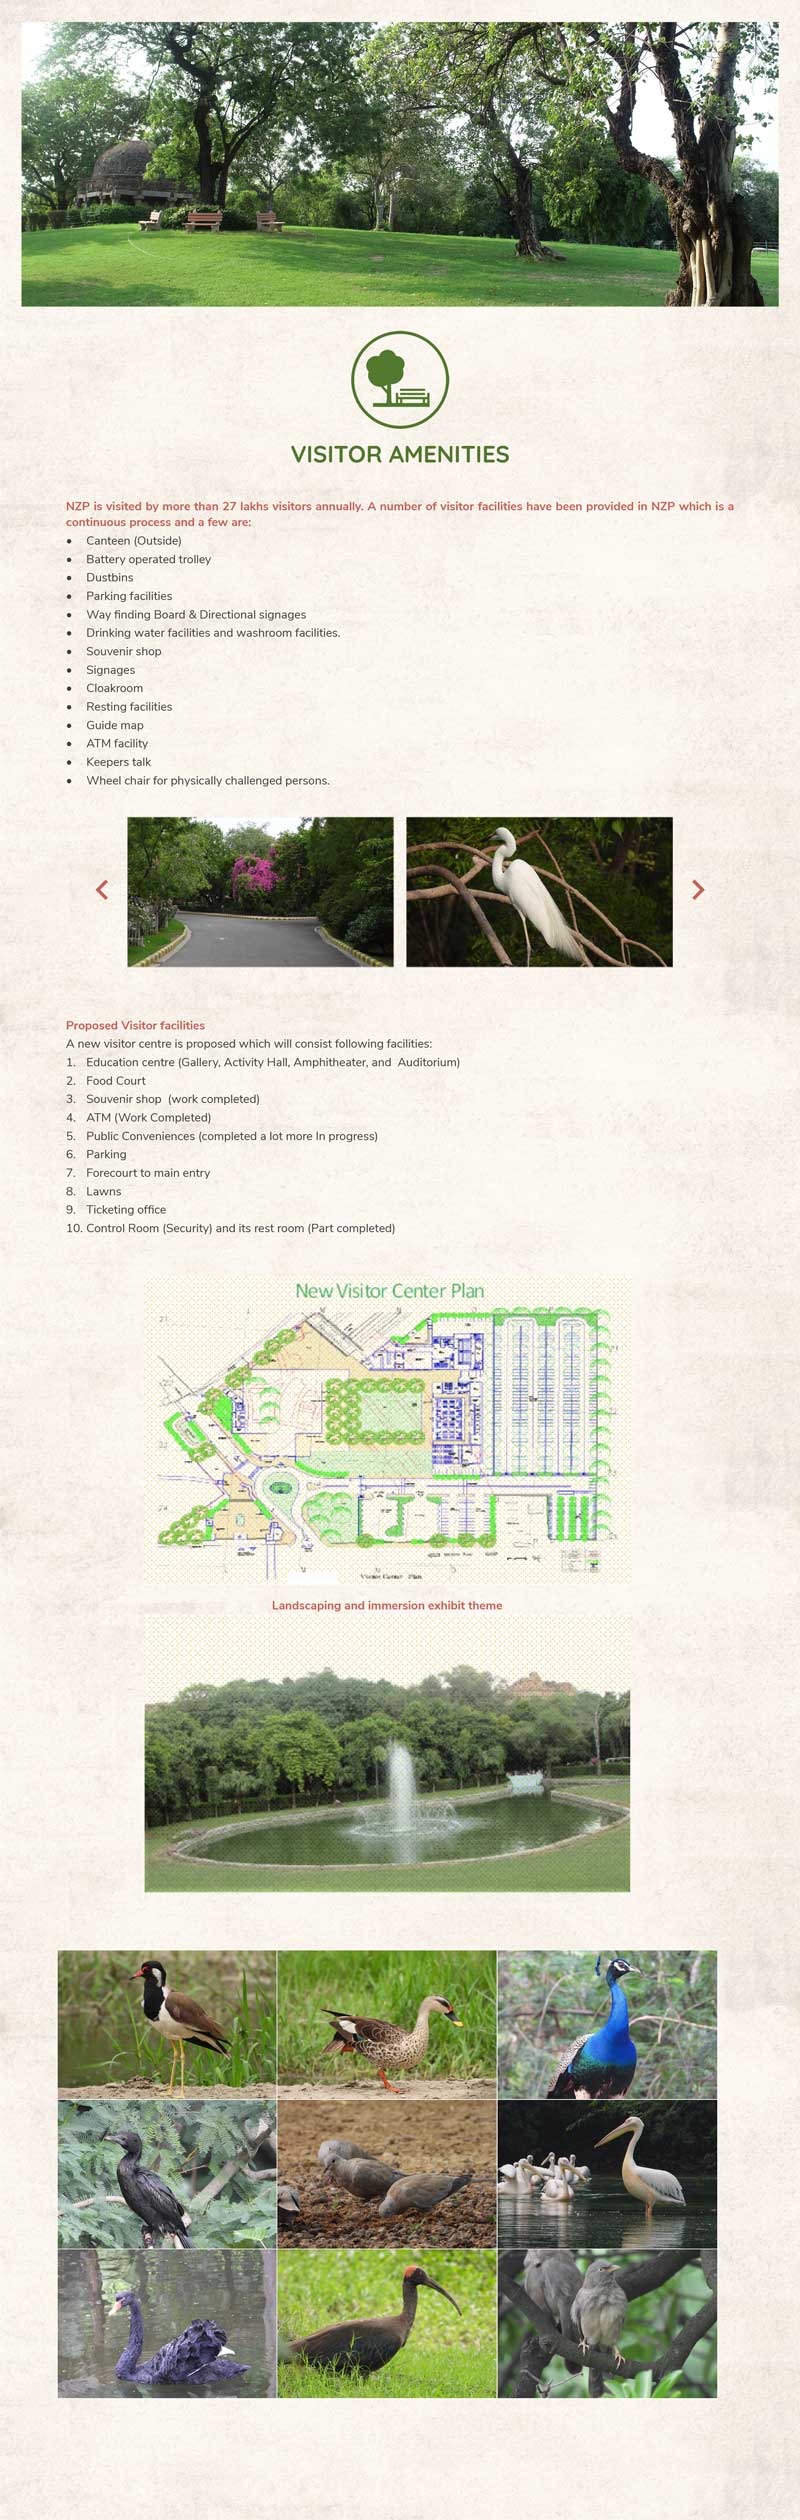 VISITOR AMENITIES
NZP is visited by more than 27 lakhs visitors annually. A number of visitor facilities have been provided in NZP which is a
continuous process and a few are:
• Canteen (Outside)
• Battery operated trolley
• Dustbins
• Parking facilities
• Way finding Board & Directional signages
• Drinking water facilities and washroom facilities.
• Souvenir shop
• Signages
• Cloakroom
• Resting facilities
• Guide map
• ATM facility
• Keepers talk
• Wheel chair for physically challenged persons.
Proposed Visitor facilities
A new visitor centre is proposed which will consist following facilities:
1. Education centre (Gallery, Activity Hall, Amphitheater, and Auditorium)
2. Food Court
3. Souvenir shop (work completed)
4. ATM (Work Completed)
5. Public Conveniences (completed a lot more In progress)
6. Parking
7. Forecourt to main entry
8. Lawns
9. Ticketing office
10. Control Room (Security) and its rest room (Part completed)
New Visitor Center Plan
Visitor Center Plan
Landscaping and immersion exhibit theme